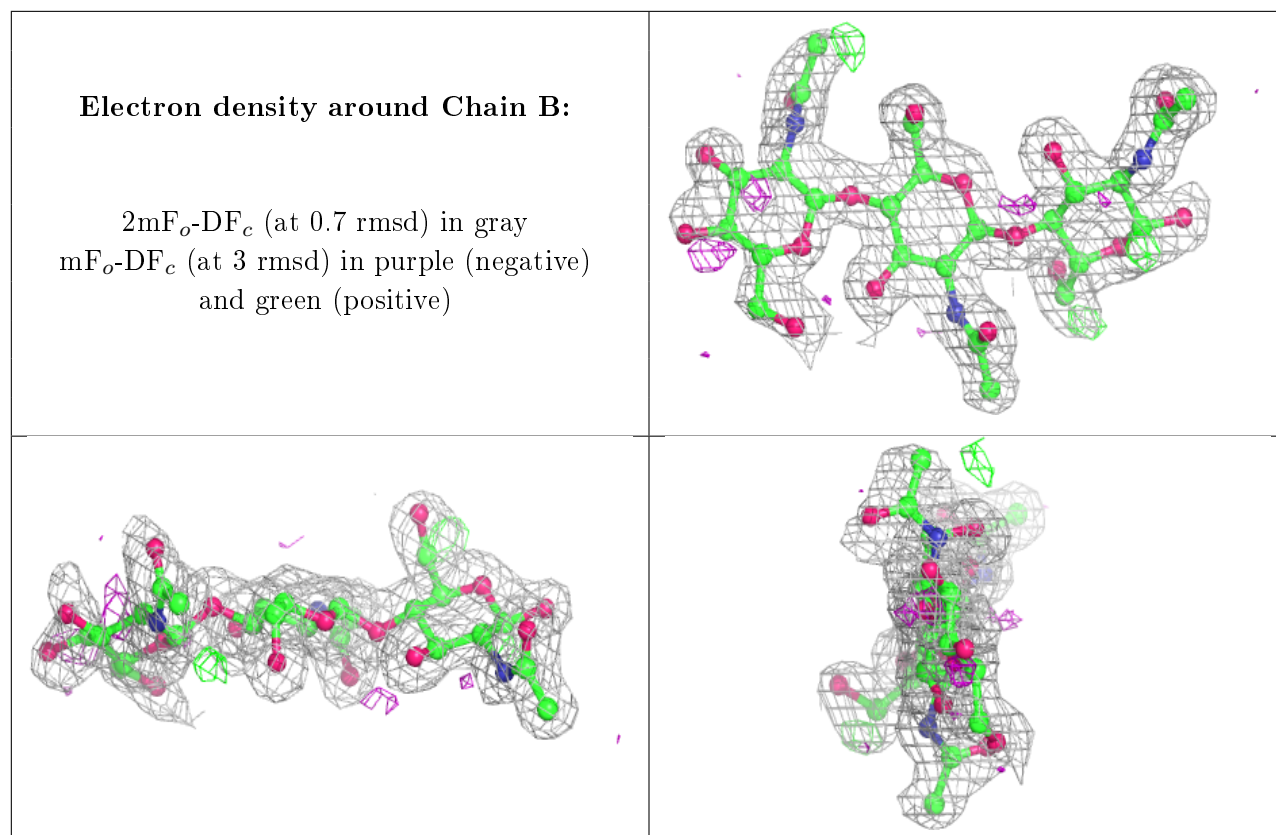 Electron density around Chain B:
2mFo-DFc (at 0.7 rmsd) in gray
mFo-DFc (at 3 rmsd) in purple (negative)
and green (positive)